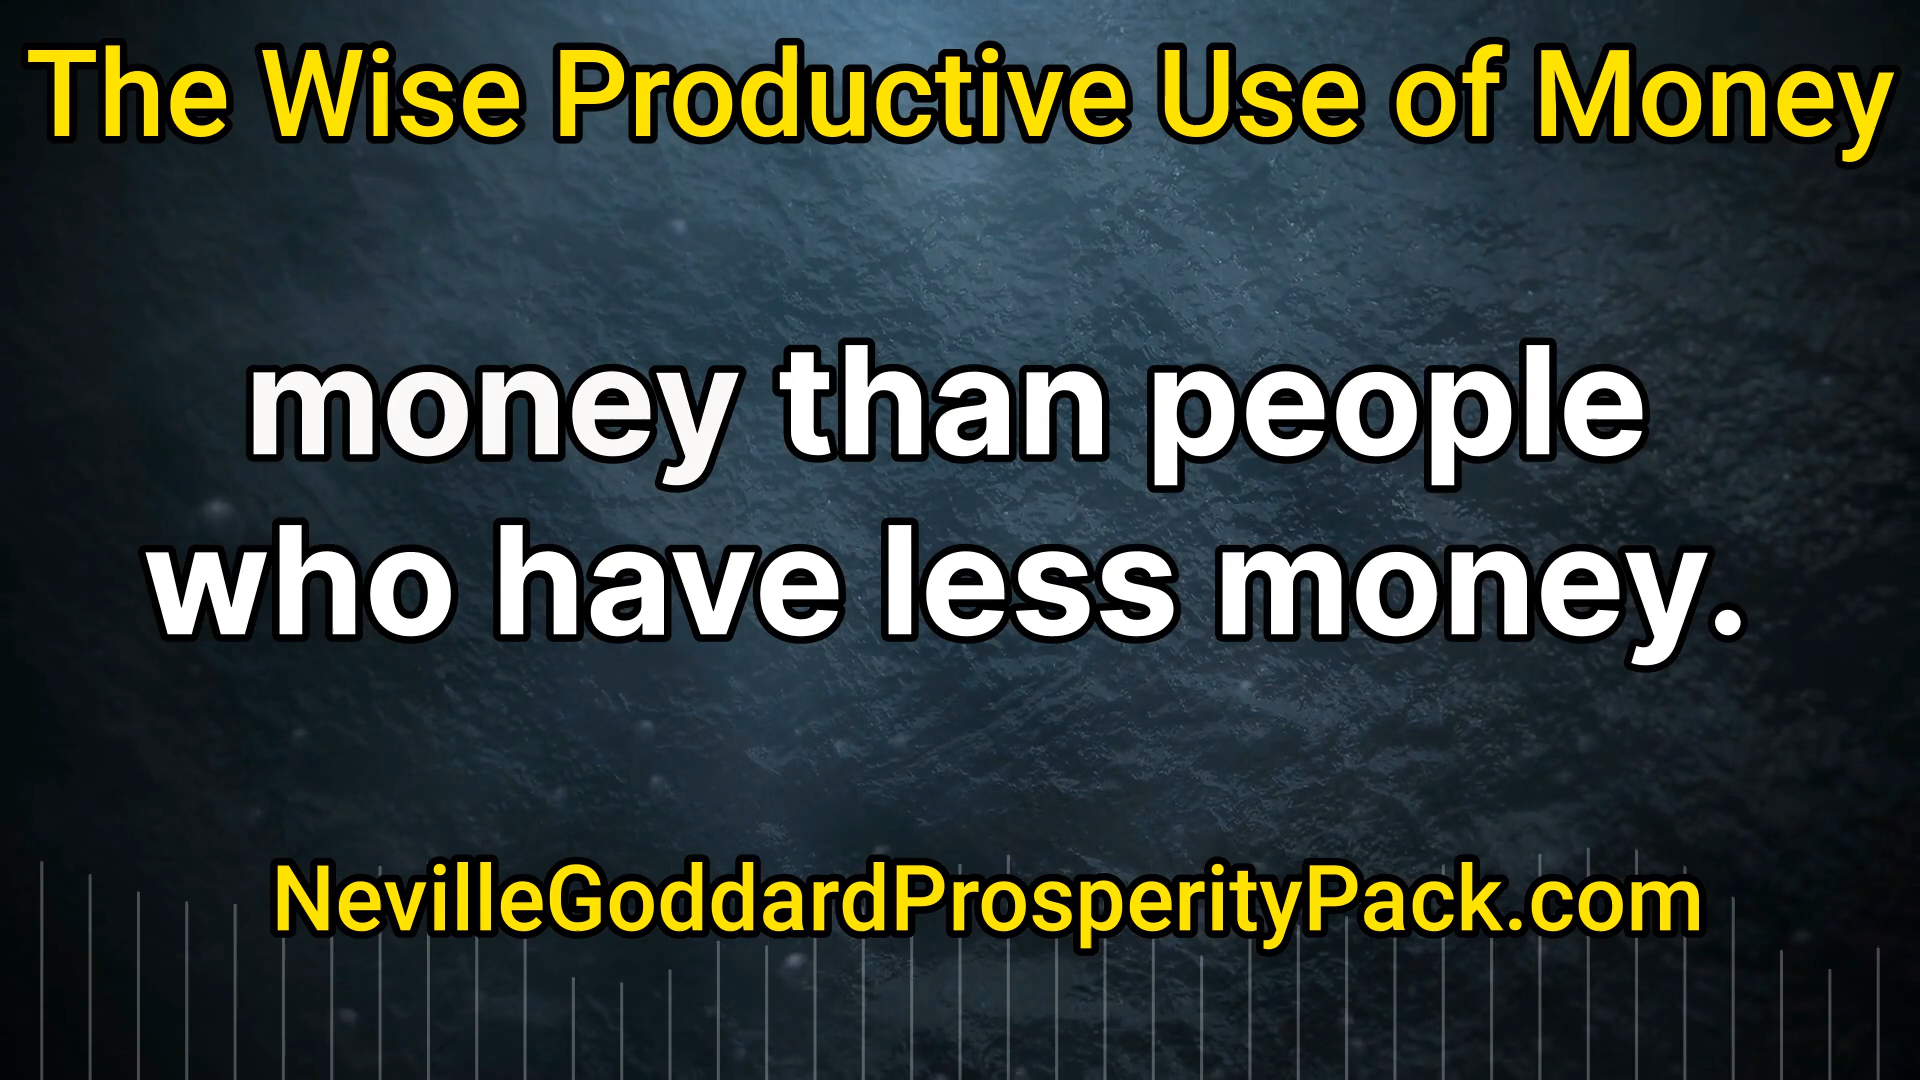 The Wise Productive Use of Money
money than people
who have less money.
NevilleGoddardProsperityPack.com